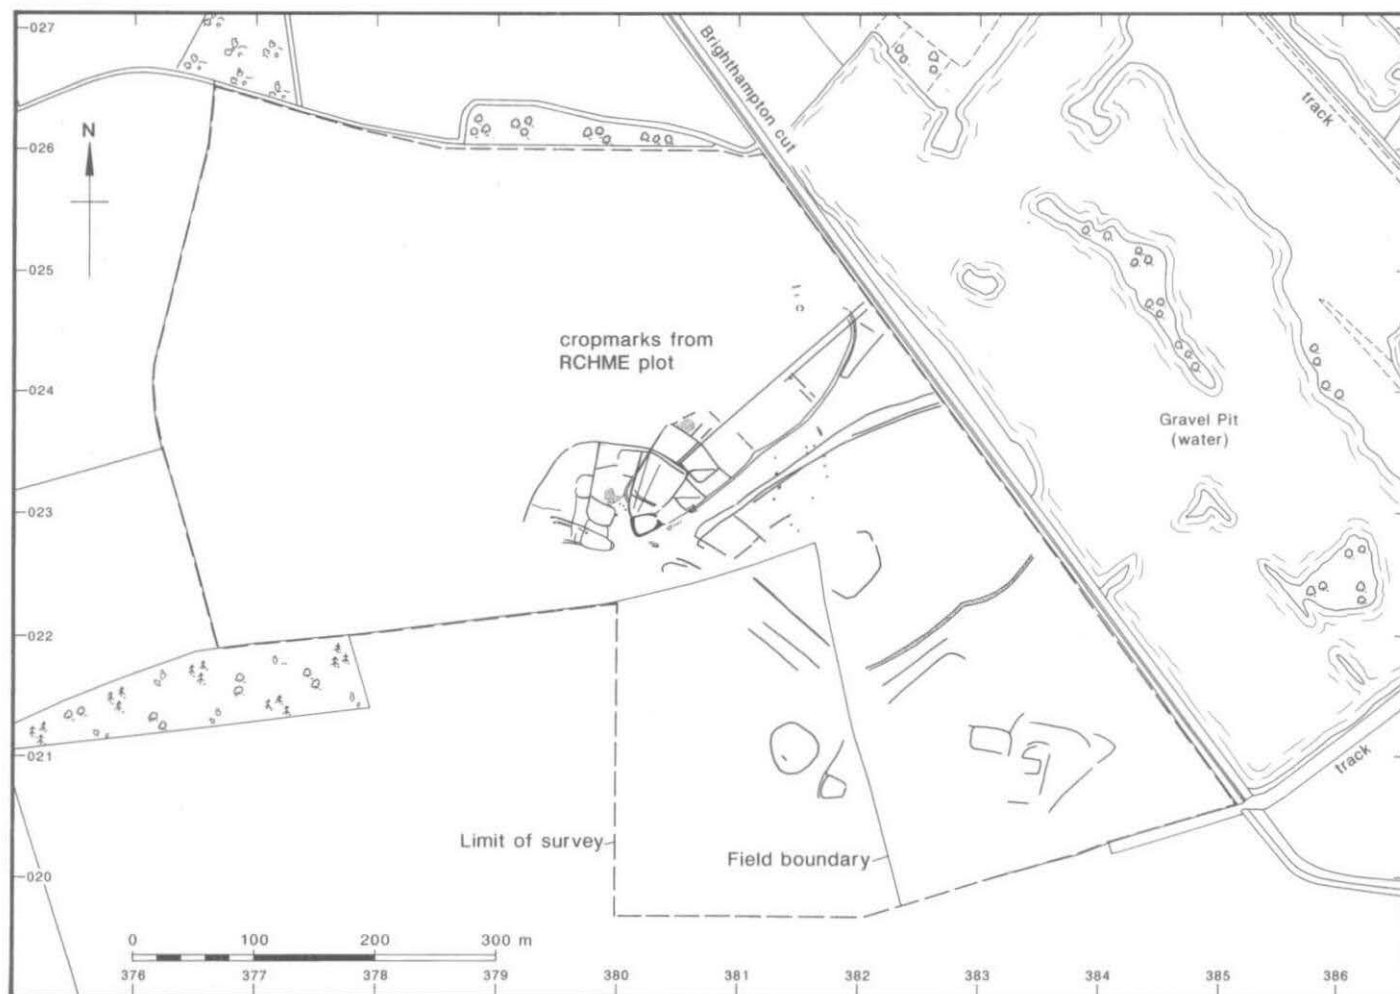 027
026
025
024
023
022
021
020
N
Brighthampton cut
track
cropmarks from
RCHME plot
Gravel Pit
(water)
track
Limit of survey
Field boundary
0 100 200 300 m
376 377 378 379 380 381 382 383 384 385 386